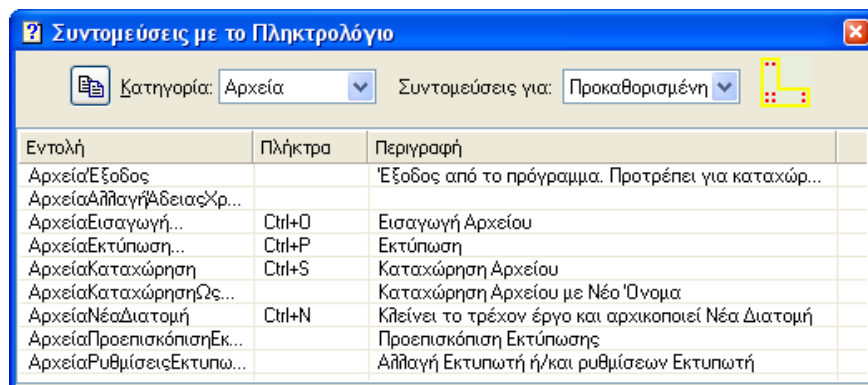 Συντομεύσεις με το Πληκτρολόγιο
Κατηγορία: Αρχεία Συντομεύσεις για: Προκαθορισμένη
Εντολή Πλήκτρα Περιγραφή
ΑρχείαΈξοδος Έξοδος από το πρόγραμμα. Προτρέπει για καταχώρ...
ΑρχείαΑλλαγήΆδειαςΧρ...
ΑρχείαΕισαγωγή... Ctrl+O Εισαγωγή Αρχείου
ΑρχείαΕκτύπωση... Ctrl+P Εκτύπωση
ΑρχείαΚαταχώρηση Ctrl+S Καταχώρηση Αρχείου
ΑρχείαΚαταχώρησηΩς... Καταχώρηση Αρχείου με Νέο Όνομα
ΑρχείαΝέαΔιατομή Ctrl+N Κλείνει το τρέχον έργο και αρχικοποιεί Νέα Διατομή
ΑρχείαΠροεπισκόπισηΕκ... Προεπισκόπιση Εκτύπωσης
ΑρχείαΡυθμίσειςΕκτυπω... Αλλαγή Εκτυπωτή ή/και ρυθμίσεων Εκτυπωτή